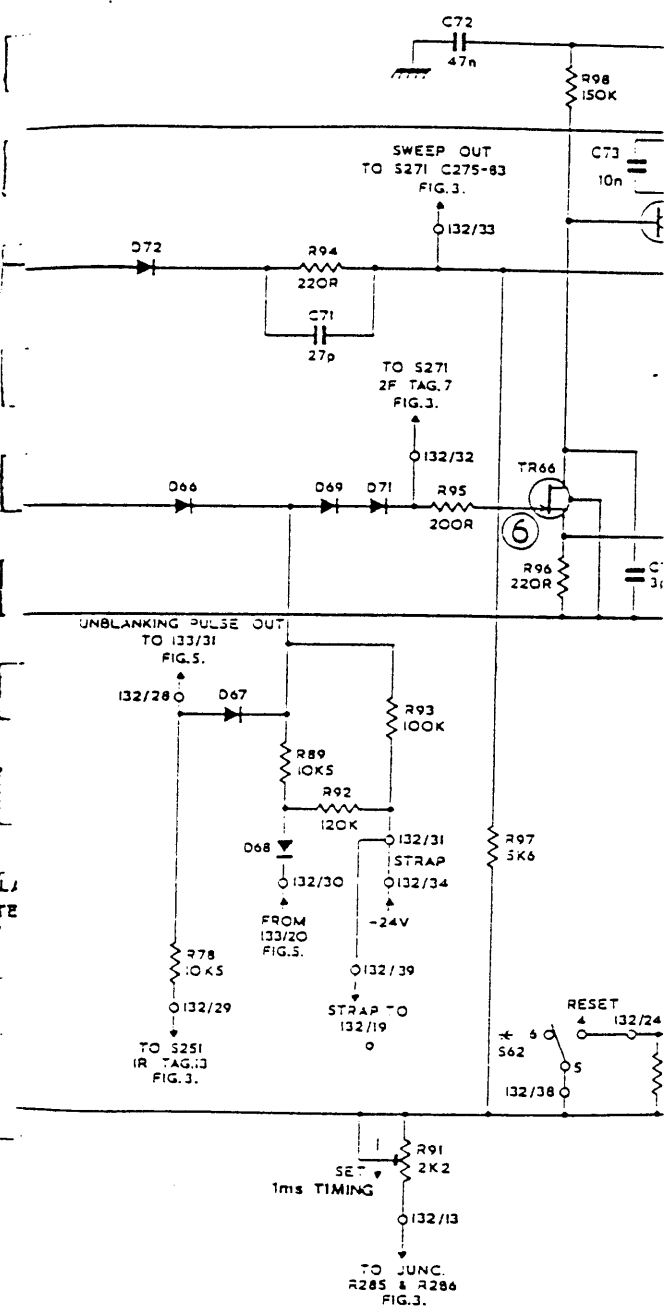 C72
47n
R98
150K
SWEEP OUT
TO S271 C275-83
FIG.3.
C73
10n
132/33
D72
R94
220R
C71
27p
TO S271
2F TAG.7
FIG.3.
132/32
TR66
D66
D69
D71
R95
200R
6
R96
220R
UNBLANKING PULSE OUT
TO 133/31
FIG.5.
132/28
D67
R93
100K
R89
10K5
R92
120K
D68
132/31
STRAP
R97
5K6
132/30
132/34
FROM
133/20
FIG.5.
-24V
R78
10K5
132/39
132/29
STRAP TO
132/19
RESET
6
4
132/24
S62
5
TO S251
1R TAG.13
FIG.3.
132/38
R91
2K2
SET
1ms TIMING
132/13
TO JUNC.
R285 & R286
FIG.3.